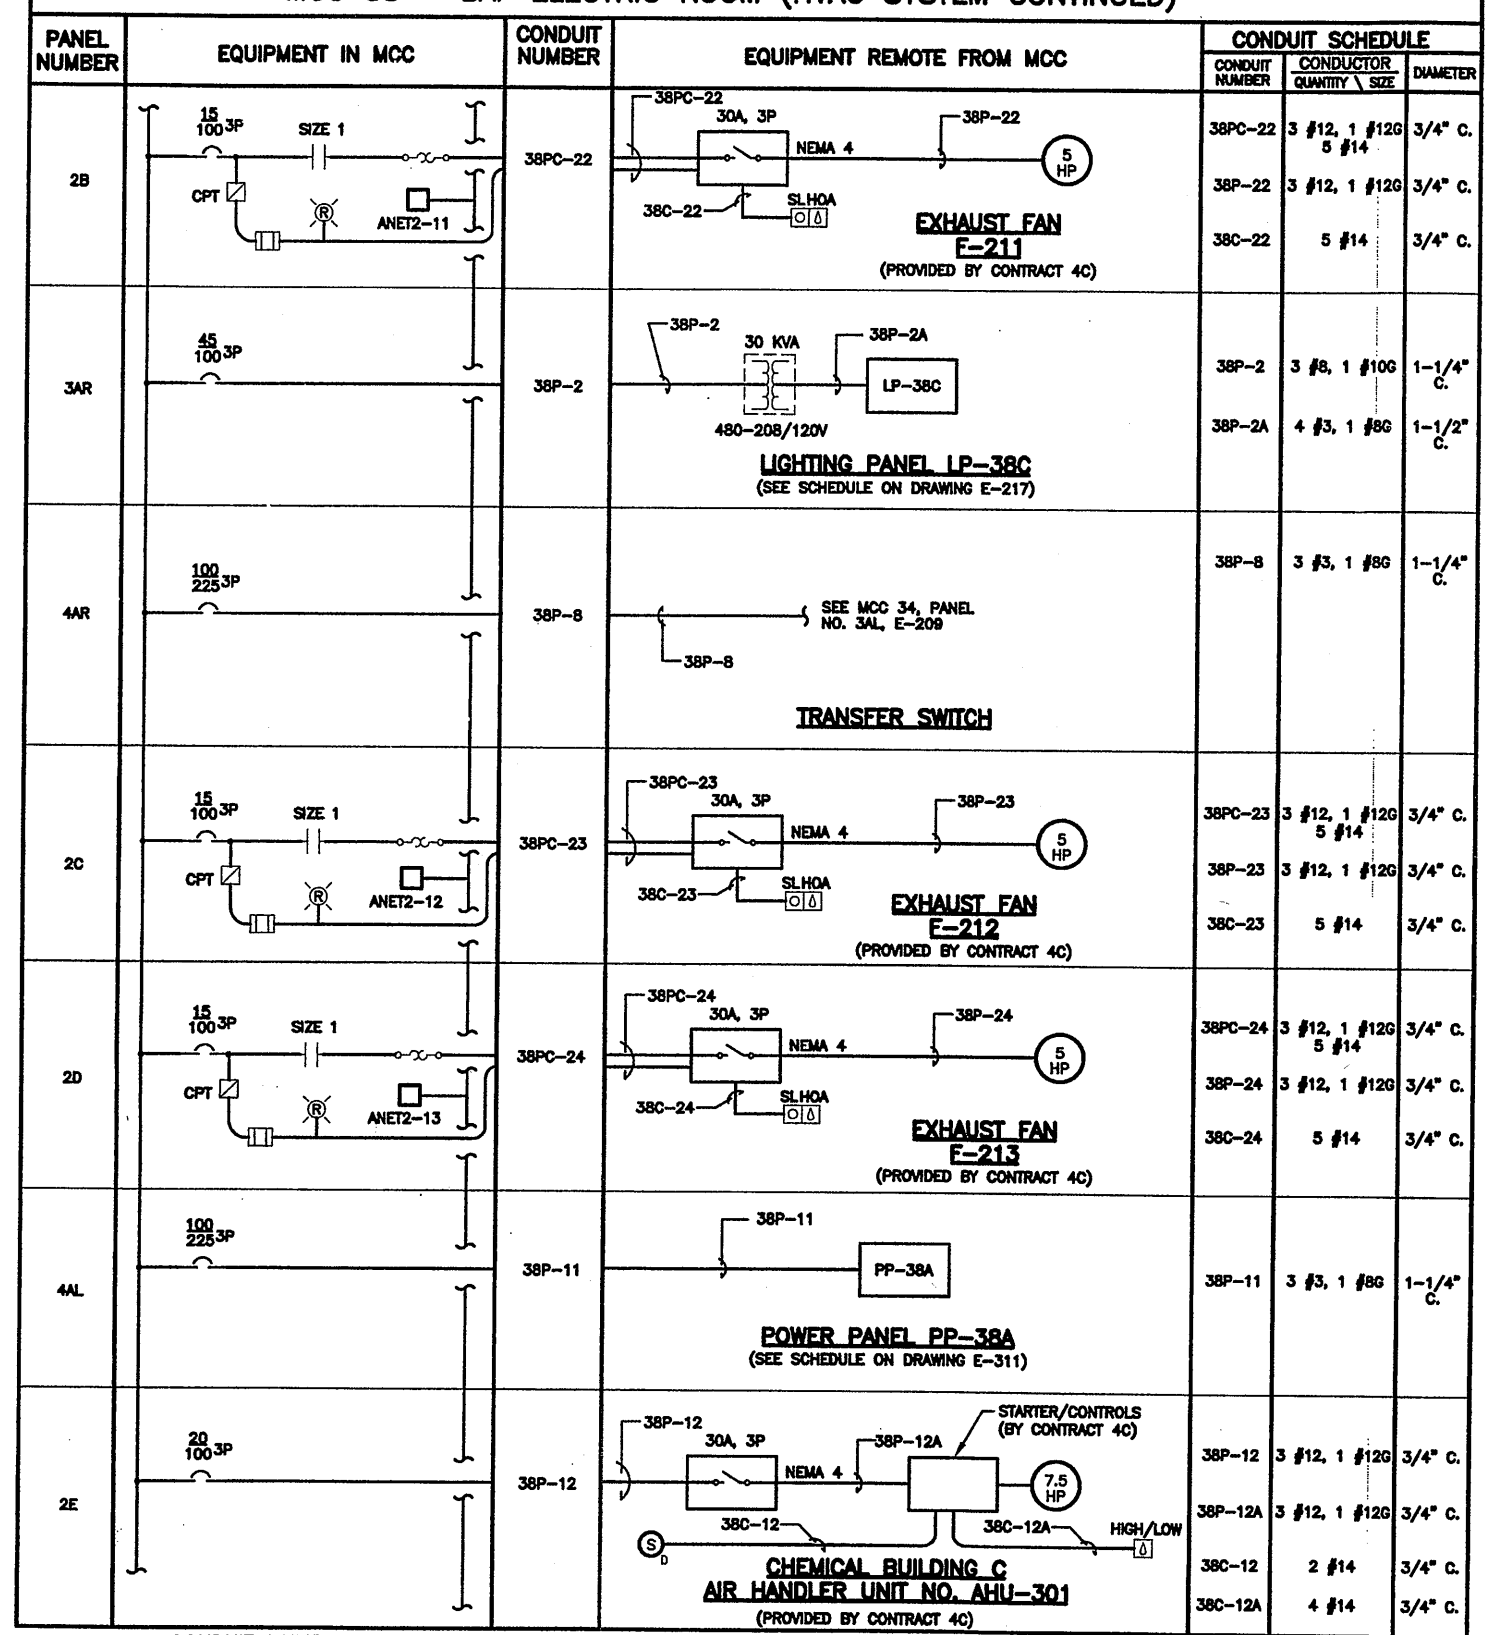 ELECTRIC ROOM (HVAC SYSTEM CONTINUED)
PANEL NUMBER
EQUIPMENT IN MCC
CONDUIT NUMBER
EQUIPMENT REMOTE FROM MCC
CONDUIT SCHEDULE
CONDUIT NUMBER
CONDUCTOR
QUANTITY \ SIZE
DIAMETER
2B
15
100 3P
SIZE 1
CPT
R
ANET2-11
38PC-22
38PC-22
30A, 3P
NEMA 4
38P-22
5 HP
38C-22
SLHOA
EXHAUST FAN
F-211
(PROVIDED BY CONTRACT 4C)
38PC-22 3 #12, 1 #12G 3/4" C.
5 #14
38P-22 3 #12, 1 #12G 3/4" C.
38C-22 5 #14 3/4" C.
3AR
45
100 3P
38P-2
38P-2
30 KVA
38P-2A
LP-38C
480-208/120V
LIGHTING PANEL LP-38C
(SEE SCHEDULE ON DRAWING E-217)
38P-2 3 #8, 1 #10G 1-1/4" C.
38P-2A 4 #3, 1 #8G 1-1/2" C.
4AR
100
225 3P
38P-8
SEE MCC 34, PANEL
NO. 3AL, E-209
38P-8
TRANSFER SWITCH
38P-8 3 #3, 1 #8G 1-1/4" C.
2C
15
100 3P
SIZE 1
CPT
R
ANET2-12
38PC-23
38PC-23
30A, 3P
NEMA 4
38P-23
5 HP
38C-23
SLHOA
EXHAUST FAN
F-212
(PROVIDED BY CONTRACT 4C)
38PC-23 3 #12, 1 #12G 3/4" C.
5 #14
38P-23 3 #12, 1 #12G 3/4" C.
38C-23 5 #14 3/4" C.
2D
15
100 3P
SIZE 1
CPT
R
ANET2-13
38PC-24
38PC-24
30A, 3P
NEMA 4
38P-24
5 HP
38C-24
SLHOA
EXHAUST FAN
F-213
(PROVIDED BY CONTRACT 4C)
38PC-24 3 #12, 1 #12G 3/4" C.
5 #14
38P-24 3 #12, 1 #12G 3/4" C.
38C-24 5 #14 3/4" C.
4AL
100
225 3P
38P-11
38P-11
PP-38A
POWER PANEL PP-38A
(SEE SCHEDULE ON DRAWING E-311)
38P-11 3 #3, 1 #8G 1-1/4" C.
2E
20
100 3P
38P-12
38P-12
30A, 3P
NEMA 4
38P-12A
STARTER/CONTROLS
(BY CONTRACT 4C)
7.5 HP
38C-12
38C-12A
HIGH/LOW
S D
CHEMICAL BUILDING C
AIR HANDLER UNIT NO. AHU-301
(PROVIDED BY CONTRACT 4C)
38P-12 3 #12, 1 #12G 3/4" C.
38P-12A 3 #12, 1 #12G 3/4" C.
38C-12 2 #14 3/4" C.
38C-12A 4 #14 3/4" C.